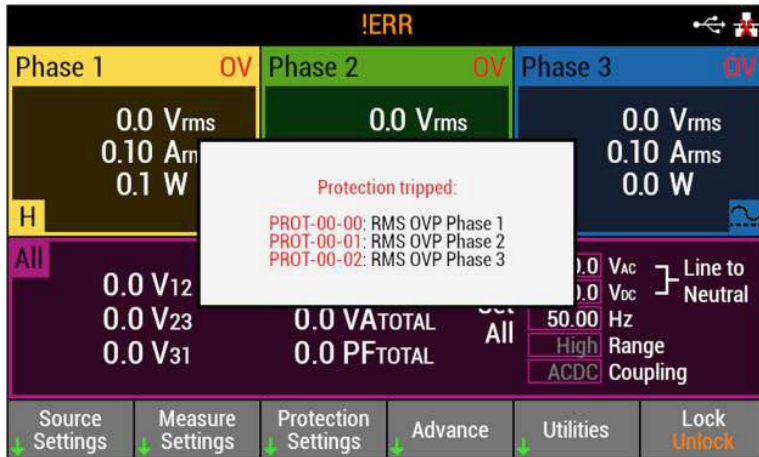 !ERR
Phase 1 OV
Phase 2 OV
Phase 3 OV
0.0 Vrms
0.0 Vrms
0.0 Vrms
0.10
0.10 Arms
0.1 W
0.0 W
H
Protection tripped:
PROT-00-00: RMS OVP Phase 1
PROT-00-01: RMS OVP Phase 2
PROT-00-02: RMS OVP Phase 3
All
0.0 V12
0.0 V23
0.0 V31
0.0 VATOTAL
0.0 PFTOTAL
All
VAC
VDC
Line to
Neutral
50.00 Hz
High Range
ACDC Coupling
Source
Settings
Measure
Settings
Protection
Settings
Advance
Utilities
Lock
Unlock